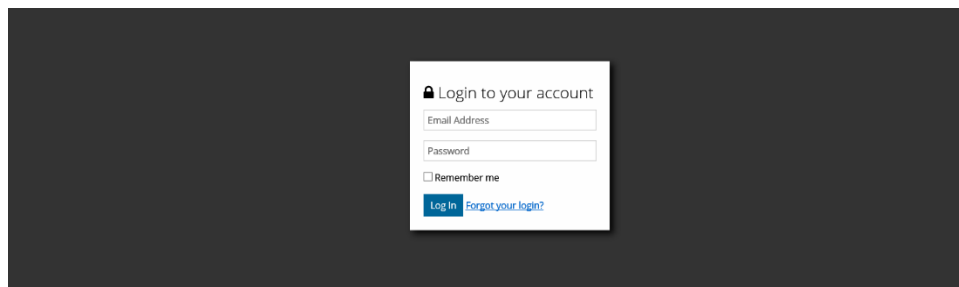 Login to your account
Email Address
Password
Remember me
Log In Forgot your login?